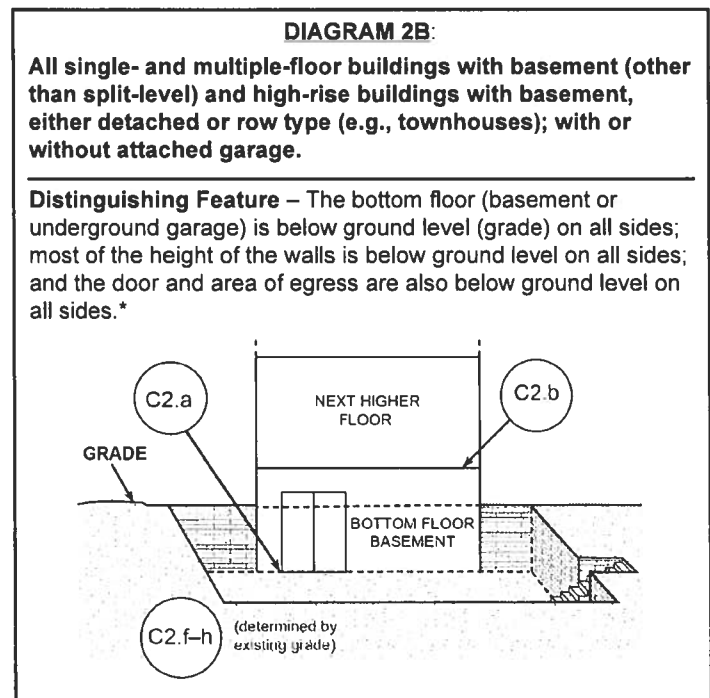 DIAGRAM 2B:
All single- and multiple-floor buildings with basement (other
than split-level) and high-rise buildings with basement,
either detached or row type (e.g., townhouses); with or
without attached garage.
Distinguishing Feature – The bottom floor (basement or
underground garage) is below ground level (grade) on all sides;
most of the height of the walls is below ground level on all sides;
and the door and area of egress are also below ground level on
all sides.*
C2.a
NEXT HIGHER
FLOOR
C2.b
GRADE
BOTTOM FLOOR
BASEMENT
C2.f–h
(determined by
existing grade)